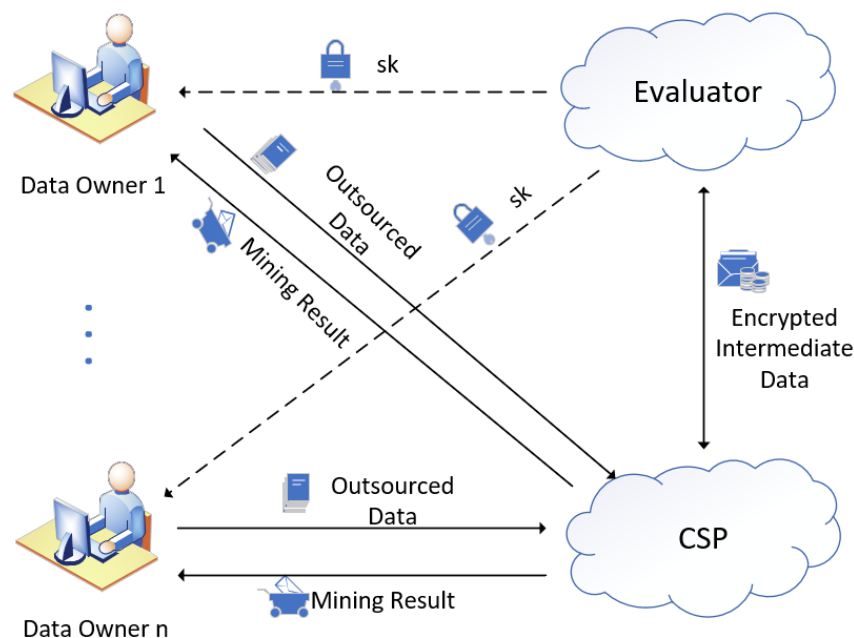 sk
Evaluator
Data Owner 1
Outsourced
Data
sk
Mining Result
Encrypted
Intermediate
Data
Outsourced
Data
CSP
Mining Result
Data Owner n